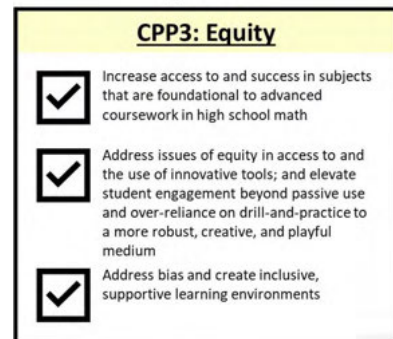 CPP3: Equity
Increase access to and success in subjects
that are foundational to advanced
coursework in high school math
Address issues of equity in access to and
the use of innovative tools; and elevate
student engagement beyond passive use
and over-reliance on drill-and-practice to
a more robust, creative, and playful
medium
Address bias and create inclusive,
supportive learning environments